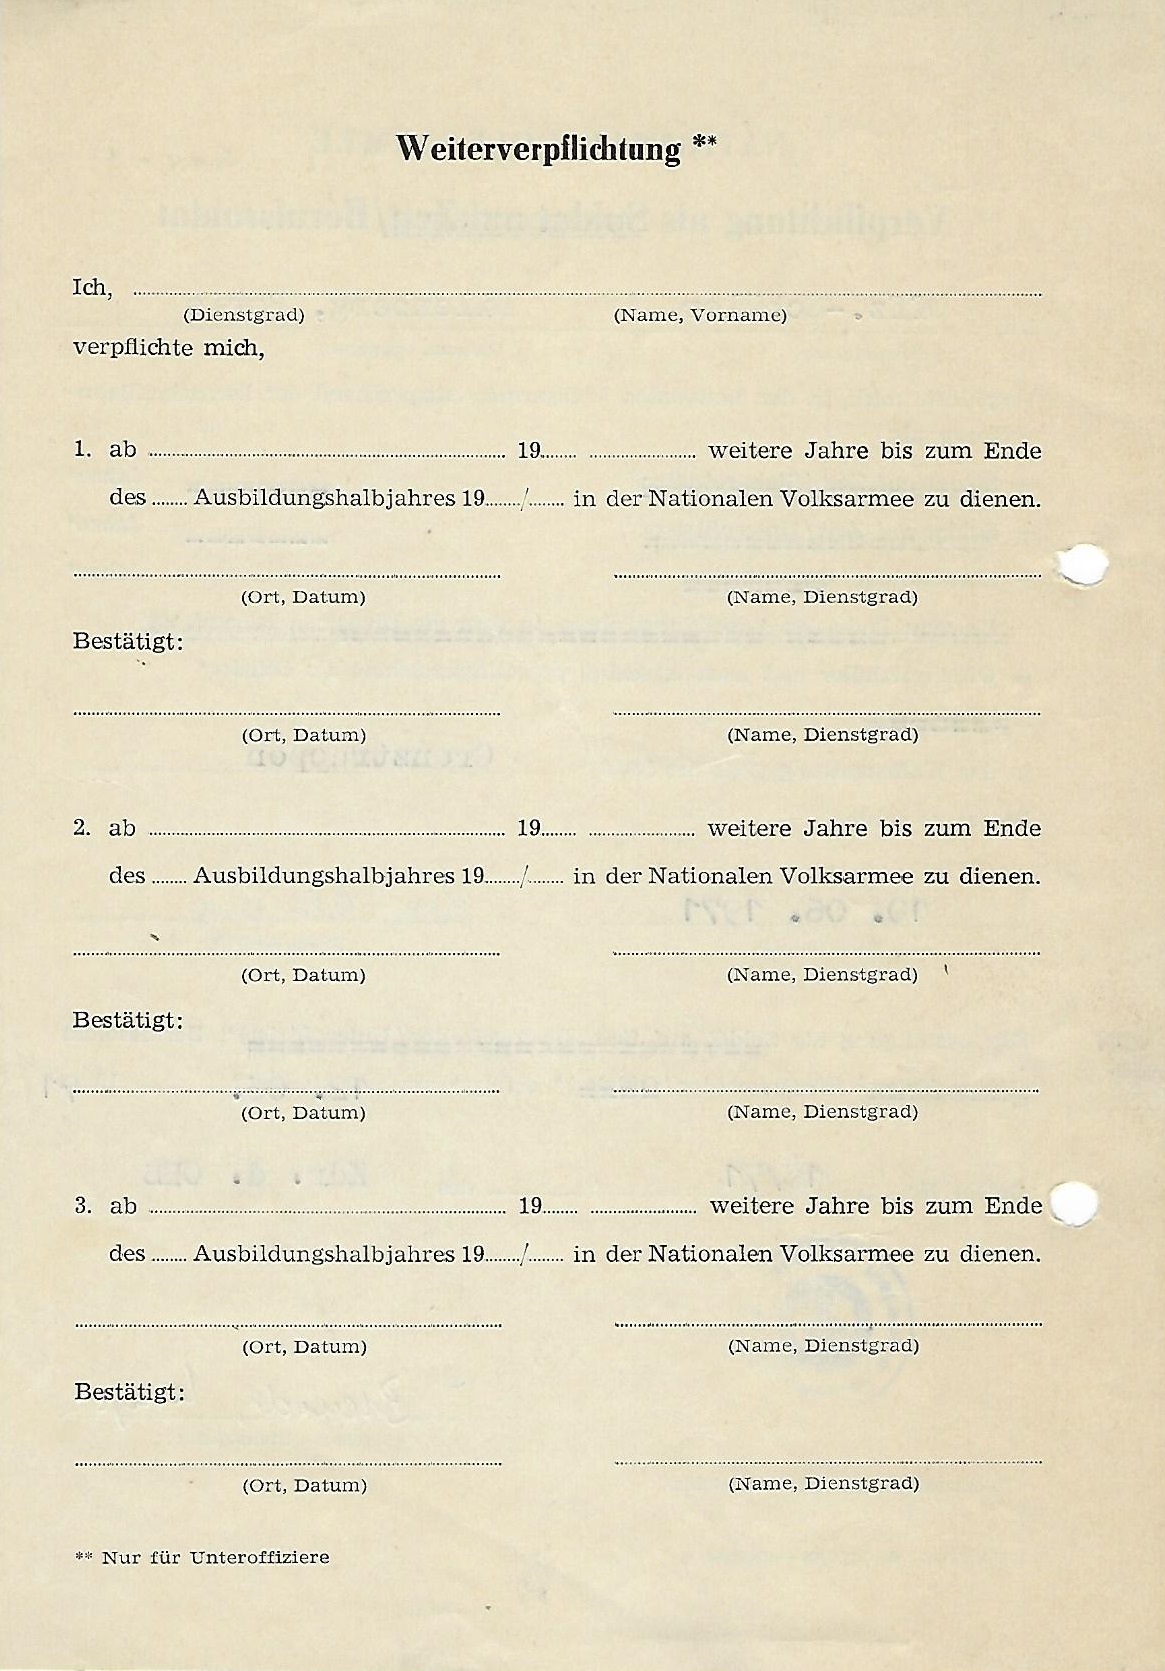 Weiterverpflichtung **
Ich, ........................................
(Dienstgrad) (Name, Vorname)
verpflichte mich,
1. ab .................... 19....... .................... weitere Jahre bis zum Ende
des ....... Ausbildungshalbjahres 19......./....... in der Nationalen Volksarmee zu dienen.
(Ort, Datum) (Name, Dienstgrad)
Bestätigt:
(Ort, Datum) (Name, Dienstgrad)
2. ab .................... 19....... .................... weitere Jahre bis zum Ende
des ....... Ausbildungshalbjahres 19......./....... in der Nationalen Volksarmee zu dienen.
(Ort, Datum) (Name, Dienstgrad)
Bestätigt:
(Ort, Datum) (Name, Dienstgrad)
3. ab .................... 19....... .................... weitere Jahre bis zum Ende
des ....... Ausbildungshalbjahres 19......./....... in der Nationalen Volksarmee zu dienen.
(Ort, Datum) (Name, Dienstgrad)
Bestätigt:
(Ort, Datum) (Name, Dienstgrad)
** Nur für Unteroffiziere